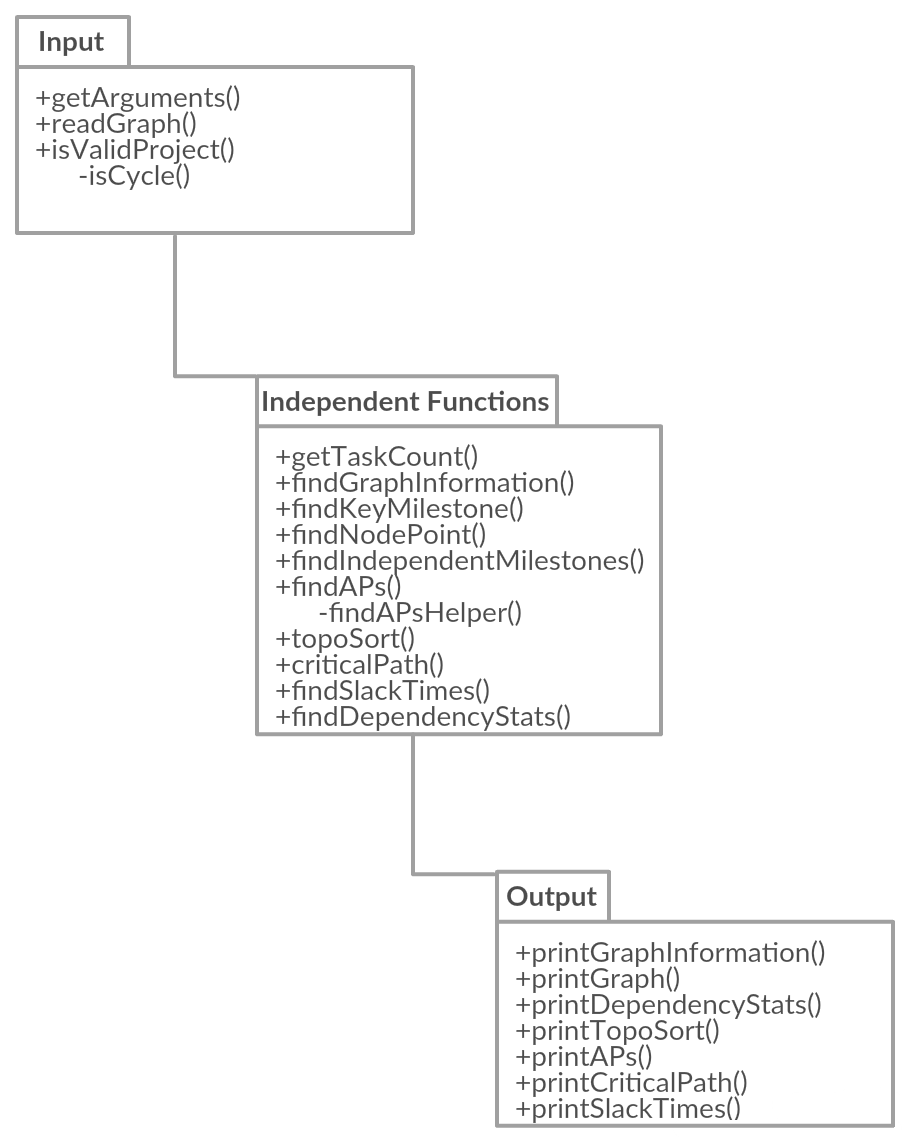 Input
+getArguments()
+readGraph()
+isValidProject()
-isCycle()
Independent Functions
+getTaskCount()
+findGraphInformation()
+findKeyMilestone()
+findNodePoint()
+findIndependentMilestones()
+findAPs()
-findAPsHelper()
+topoSort()
+criticalPath()
+findSlackTimes()
+findDependencyStats()
Output
+printGraphInformation()
+printGraph()
+printDependencyStats()
+printTopoSort()
+printAPs()
+printCriticalPath()
+printSlackTimes()